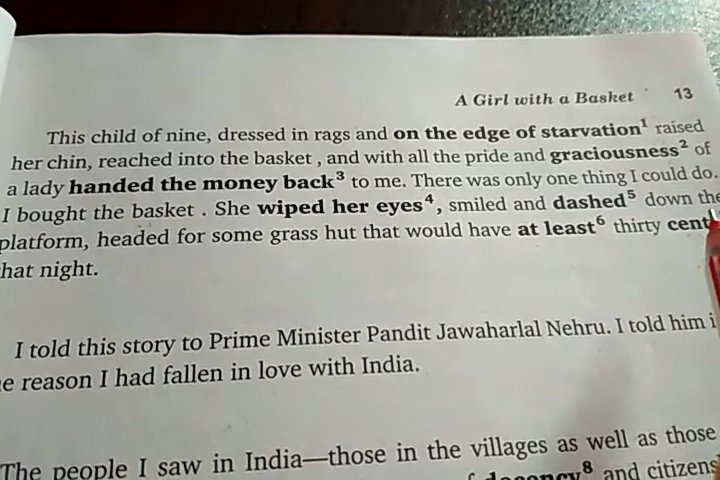 A Girl with a Basket 13
This child of nine, dressed in rags and on the edge of starvation¹ raised
her chin, reached into the basket , and with all the pride and graciousness² of
a lady handed the money back³ to me. There was only one thing I could do.
I bought the basket . She wiped her eyes⁴, smiled and dashed⁵ down the
platform, headed for some grass hut that would have at least⁶ thirty cent
hat night.
I told this story to Prime Minister Pandit Jawaharlal Nehru. I told him i
e reason I had fallen in love with India.
The people I saw in India—those in the villages as well as those
decency⁸ and citizens